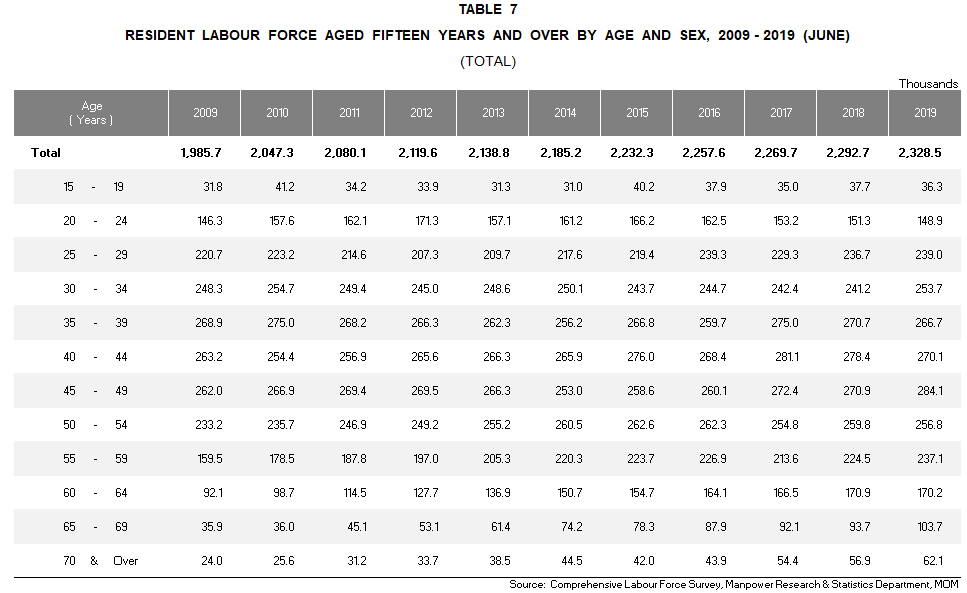 TABLE 7
RESIDENT LABOUR FORCE AGED FIFTEEN YEARS AND OVER BY AGE AND SEX, 2009 - 2019 (JUNE)
(TOTAL)
Thousands
Age
( Years ) 2009 2010 2011 2012 2013 2014 2015 2016 2017 2018 2019
Total 1,985.7 2,047.3 2,080.1 2,119.6 2,138.8 2,185.2 2,232.3 2,257.6 2,269.7 2,292.7 2,328.5
15 - 19 31.8 41.2 34.2 33.9 31.3 31.0 40.2 37.9 35.0 37.7 36.3
20 - 24 146.3 157.6 162.1 171.3 157.1 161.2 166.2 162.5 153.2 151.3 148.9
25 - 29 220.7 223.2 214.6 207.3 209.7 217.6 219.4 239.3 229.3 236.7 239.0
30 - 34 248.3 254.7 249.4 245.0 248.6 250.1 243.7 244.7 242.4 241.2 253.7
35 - 39 268.9 275.0 268.2 266.3 262.3 256.2 266.8 259.7 275.0 270.7 266.7
40 - 44 263.2 254.4 256.9 265.6 266.3 265.9 276.0 268.4 281.1 278.4 270.1
45 - 49 262.0 266.9 269.4 269.5 266.3 253.0 258.6 260.1 272.4 270.9 284.1
50 - 54 233.2 235.7 246.9 249.2 255.2 260.5 262.6 262.3 254.8 259.8 256.8
55 - 59 159.5 178.5 187.8 197.0 205.3 220.3 223.7 226.9 213.6 224.5 237.1
60 - 64 92.1 98.7 114.5 127.7 136.9 150.7 154.7 164.1 166.5 170.9 170.2
65 - 69 35.9 36.0 45.1 53.1 61.4 74.2 78.3 87.9 92.1 93.7 103.7
70 & Over 24.0 25.6 31.2 33.7 38.5 44.5 42.0 43.9 54.4 56.9 62.1
Source: Comprehensive Labour Force Survey, Manpower Research & Statistics Department, MOM